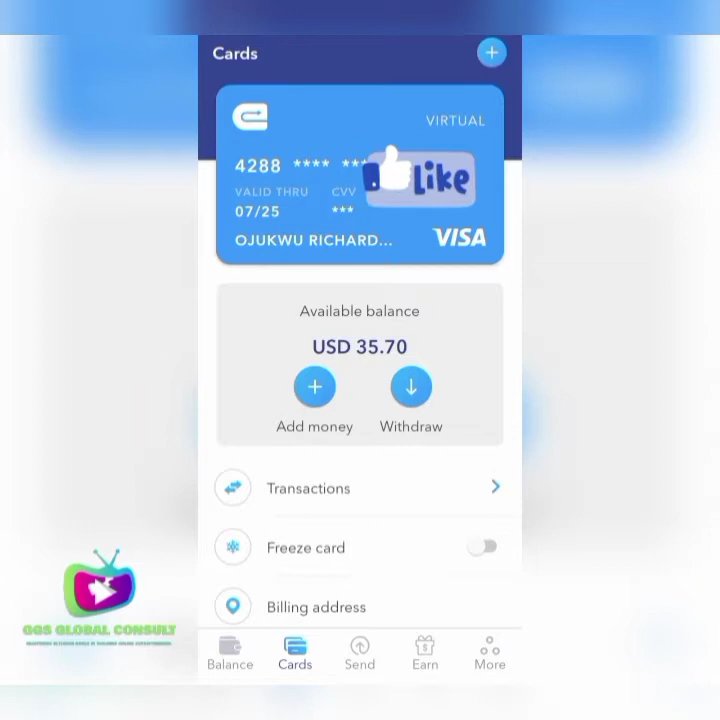 Cards
VIRTUAL
4288 **** ***
Like
VALID THRU CVV
07/25 ***
OJUKWU RICHARD...
VISA
Available balance
USD 35.70
Add money Withdraw
Transactions
Freeze card
Billing address
GGS GLOBAL CONSULT
Balance Cards Send Earn More